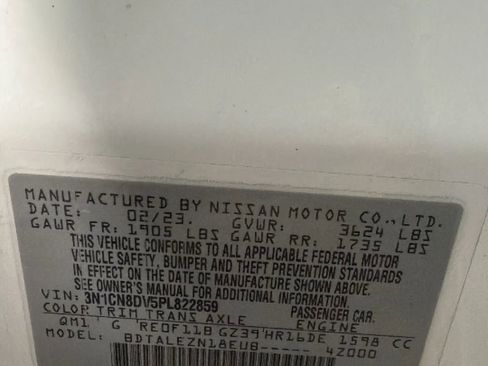 MANUFACTURED BY NISSAN MOTOR CO., LTD.
DATE: 02/23. GVWR: 3624 LBS
GAWR FR: 1905 LBS GAWR RR: 1735 LBS
THIS VEHICLE CONFORMS TO ALL APPLICABLE FEDERAL MOTOR
VEHICLE SAFETY, BUMPER AND THEFT PREVENTION STANDARDS
IN EFFECT ON THE DATE OF MANUFACTURE SHOWN ABOVE.
SEE OWNER'S MANUAL FOR ADDITIONAL INFORMATION.
VIN: 3N1CN8DV5PL822859 PASSENGER CAR.
COLOR TRIM TRANS AXLE ENGINE
QM1 G RE0F11B GZ39 HR16DE 1598 CC
MODEL: BDTALEZN18EUB----- 4Z000